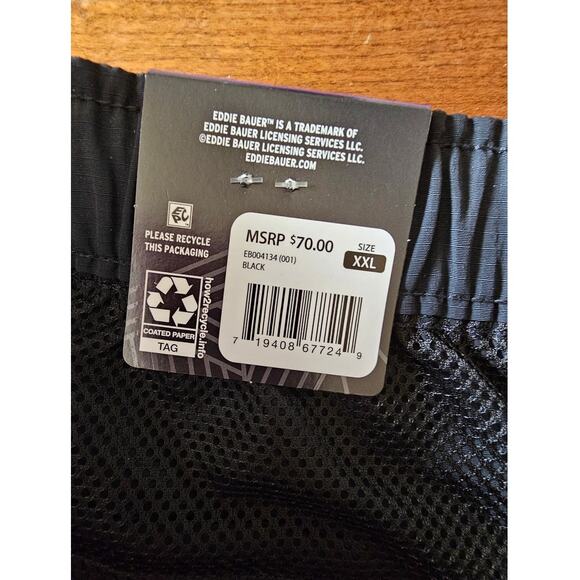 EDDIE BAUER™ IS A TRADEMARK OF
EDDIE BAUER LICENSING SERVICES LLC.
©EDDIE BAUER LICENSING SERVICES LLC.
EDDIEBAUER.COM
PLEASE RECYCLE
THIS PACKAGING
COATED PAPER
TAG
how2recycle.info
MSRP $70.00
EB004134 (001)
BLACK
SIZE
XXL
7 19408 67724 9